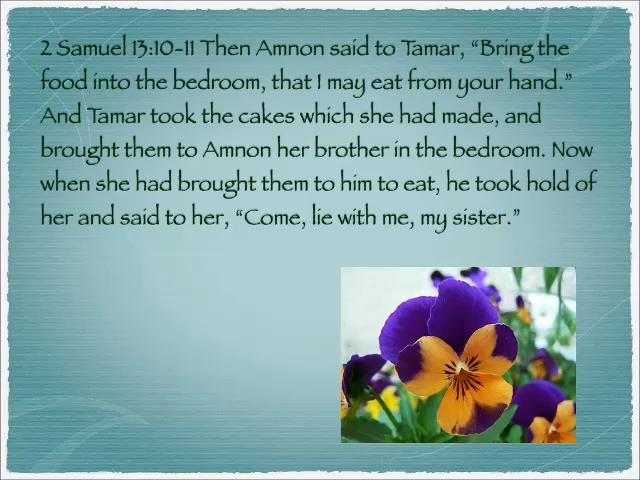 2 Samuel 13:10-11 Then Amnon said to Tamar, “Bring the
food into the bedroom, that I may eat from your hand.”
And Tamar took the cakes which she had made, and
brought them to Amnon her brother in the bedroom. Now
when she had brought them to him to eat, he took hold of
her and said to her, “Come, lie with me, my sister.”